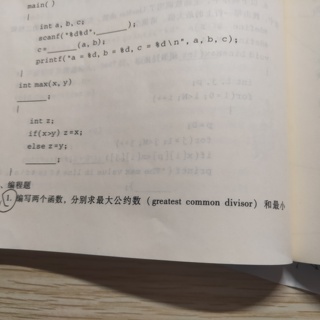 main( )
{
int a, b, c;
scanf("%d%d",______);
c=______(a, b);
printf("a = %d, b = %d, c = %d\n", a, b, c);
}
int max(x, y)
______;
{
int z;
if(x>y) z=x;
else z=y;
______;
}
、编程题
1. 编写两个函数，分别求最大公约数（greatest common divisor）和最小